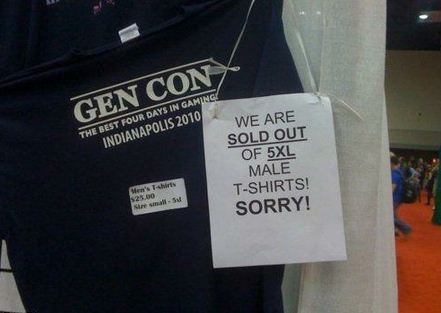 GEN CON
THE BEST FOUR DAYS IN GAMING
INDIANAPOLIS 2010
Men's T-shirts
$25.00
Size small - 5xl
WE ARE
SOLD OUT
OF 5XL
MALE
T-SHIRTS!
SORRY!